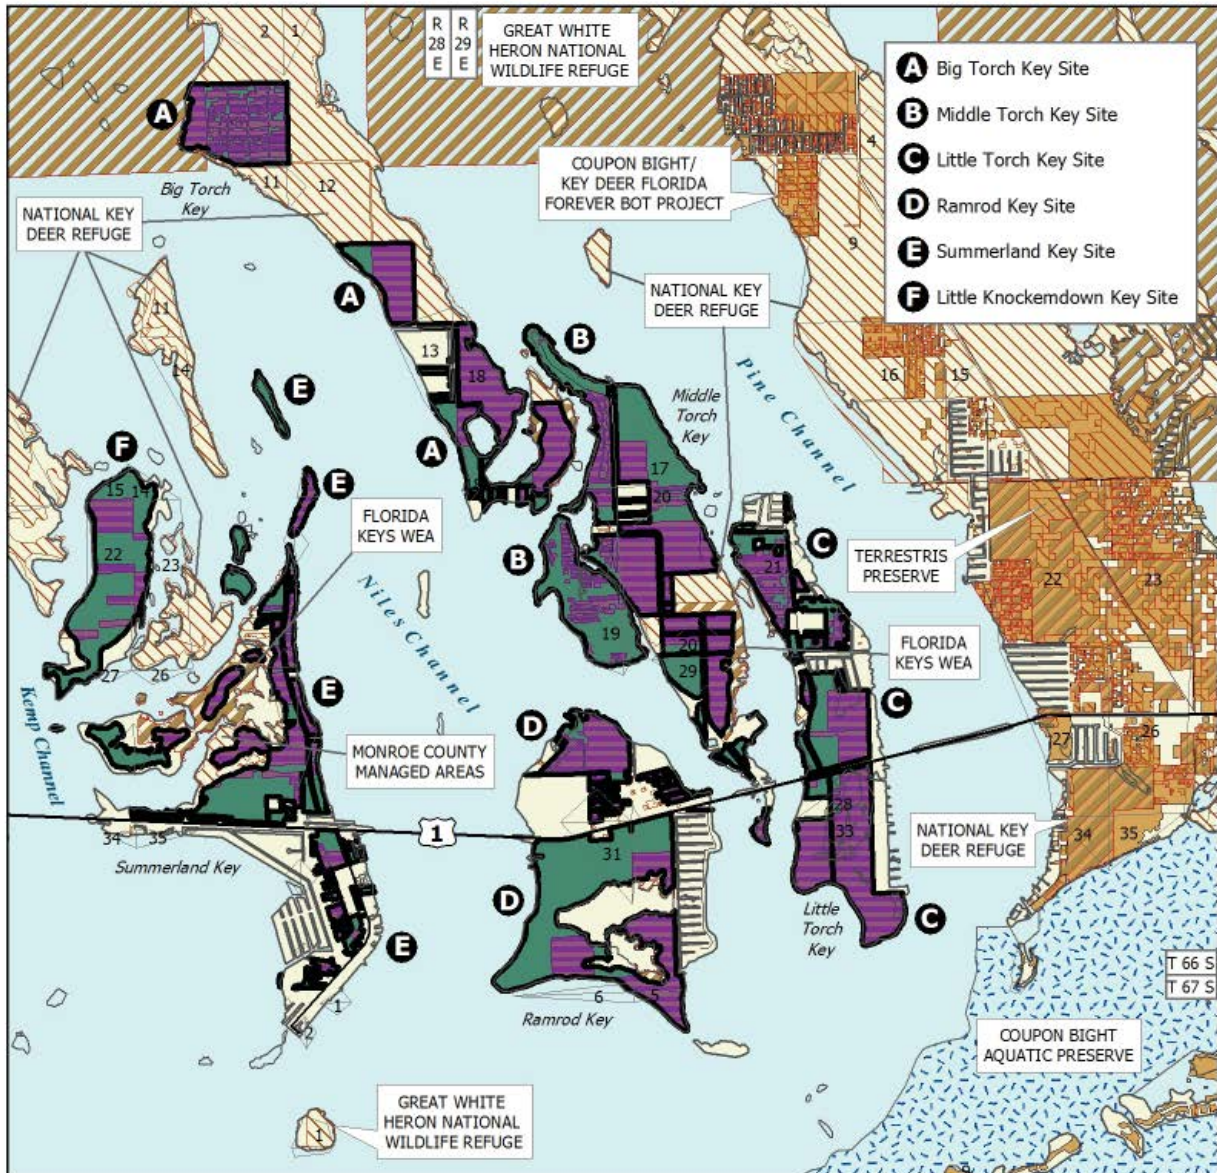 2
1
R
28
E
R
29
E
GREAT WHITE
HERON NATIONAL
WILDLIFE REFUGE
A Big Torch Key Site
B Middle Torch Key Site
C Little Torch Key Site
D Ramrod Key Site
E Summerland Key Site
F Little Knockemdown Key Site
A
4
COUPON BIGHT/
KEY DEER FLORIDA
FOREVER BOT PROJECT
11
12
Big Torch
Key
NATIONAL KEY
DEER REFUGE
9
NATIONAL KEY
DEER REFUGE
A
11
14
13
18
B
Pine Channel
16
15
E
Middle
Torch
Key
A
F
15
14
E
17
20
FLORIDA
KEYS WEA
22
23
B
C
21
TERRESTRIS
PRESERVE
22
23
Niles Channel
19
20
29
FLORIDA
KEYS WEA
27
26
E
C
Kemp Channel
D
MONROE COUNTY
MANAGED AREAS
27
26
28
33
NATIONAL KEY
DEER REFUGE
34
35
34
35
1
31
Summerland Key
D
Little
Torch
Key
C
E
6
5
Ramrod Key
1
12
T 66 S
T 67 S
COUPON BIGHT
AQUATIC PRESERVE
GREAT WHITE
HERON NATIONAL
WILDLIFE REFUGE
1